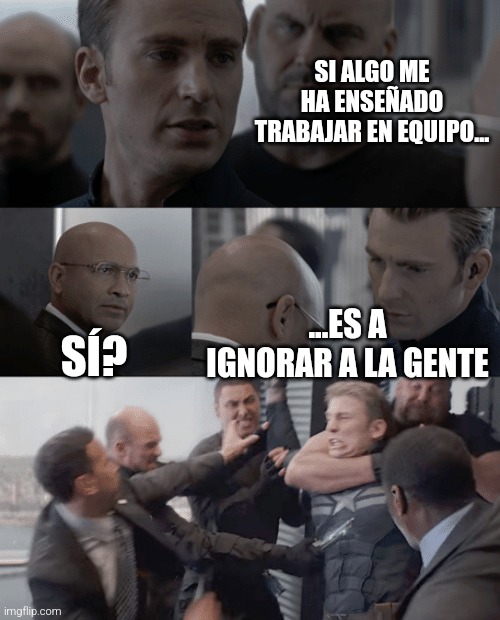 SI ALGO ME
HA ENSEÑADO
TRABAJAR EN EQUIPO...
SÍ?
...ES A
IGNORAR A LA GENTE
imgflip.com